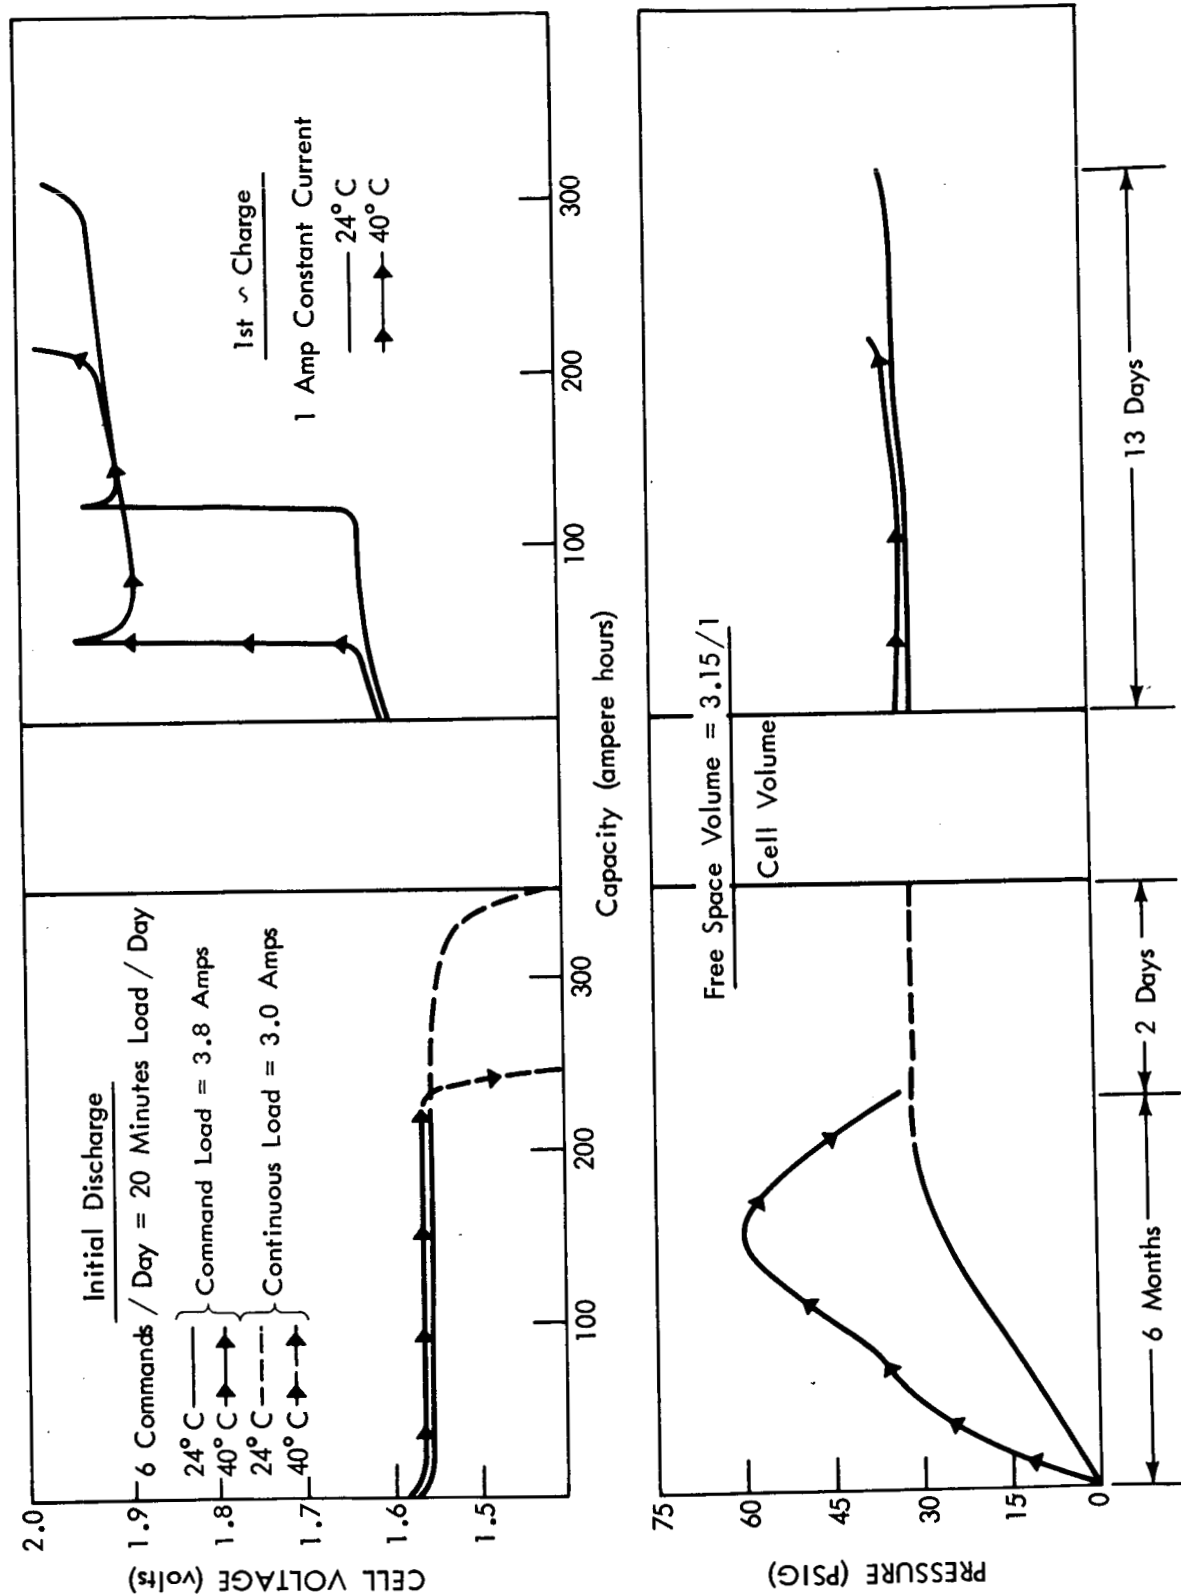 CELL VOLTAGE (volts)
2.0
1.9
1.8
1.7
1.6
1.5
Initial Discharge
6 Commands / Day = 20 Minutes Load / Day
24° C
40° C
Command Load = 3.8 Amps
24° C
40° C
Continuous Load = 3.0 Amps
1st ~ Charge
1 Amp Constant Current
24° C
40° C
100
200
300
100
200
300
Capacity (ampere hours)
PRESSURE (PSIG)
75
60
45
30
15
0
Free Space Volume = 3.15/1
Cell Volume
6 Months
2 Days
13 Days